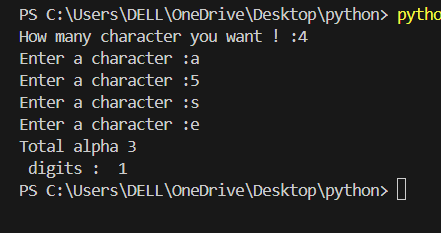 PS C:\Users\DELL\OneDrive\Desktop\python> pytho
How many character you want ! :4
Enter a character :a
Enter a character :5
Enter a character :s
Enter a character :e
Total alpha 3
 digits :  1
PS C:\Users\DELL\OneDrive\Desktop\python>